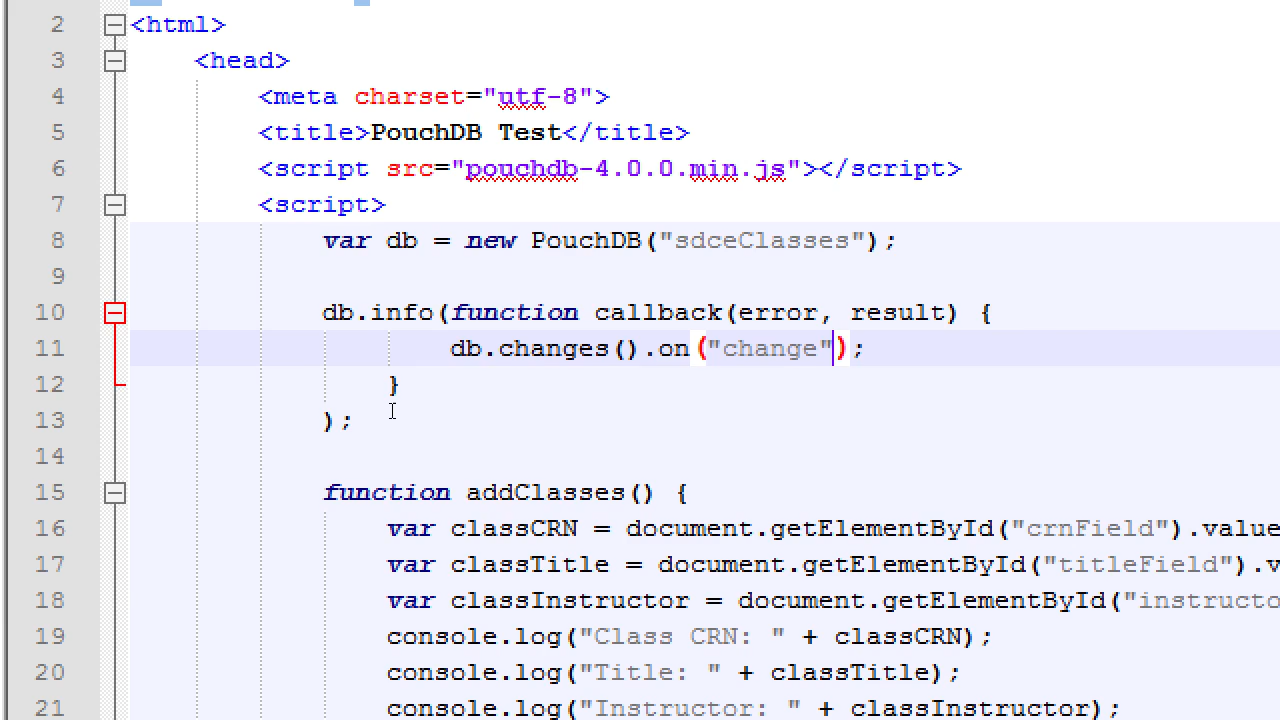 2 <html>
3 <head>
4 <meta charset="utf-8">
5 <title>PouchDB Test</title>
6 <script src="pouchdb-4.0.0.min.js"></script>
7 <script>
8 var db = new PouchDB("sdceClasses");
9
10 db.info(function callback(error, result) {
11 db.changes().on("change");
12 }
13 );
14
15 function addClasses() {
16 var classCRN = document.getElementById("crnField").value
17 var classTitle = document.getElementById("titleField").v
18 var classInstructor = document.getElementById("instructo
19 console.log("Class CRN: " + classCRN);
20 console.log("Title: " + classTitle);
21 console.log("Instructor: " + classInstructor);